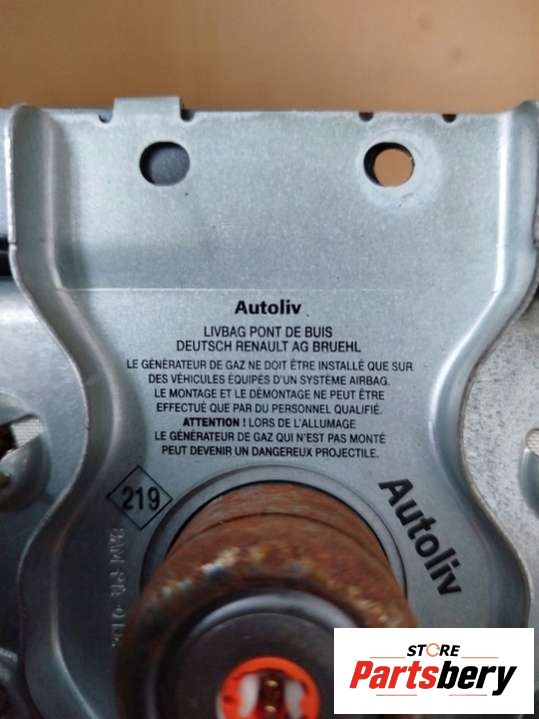 Autoliv
LIVBAG PONT DE BUIS
DEUTSCH RENAULT AG BRUEHL
LE GÉNÉRATEUR DE GAZ NE DOIT ÊTRE INSTALLÉ QUE SUR
DES VÉHICULES ÉQUIPÉS D'UN SYSTÈME AIRBAG.
LE MONTAGE ET LE DÉMONTAGE NE PEUT ÊTRE
EFFECTUÉ QUE PAR DU PERSONNEL QUALIFIÉ.
ATTENTION ! LORS DE L'ALLUMAGE
LE GÉNÉRATEUR DE GAZ QUI N'EST PAS MONTÉ
PEUT DEVENIR UN DANGEREUX PROJECTILE.
219
Autoliv
STORE
Partsbery